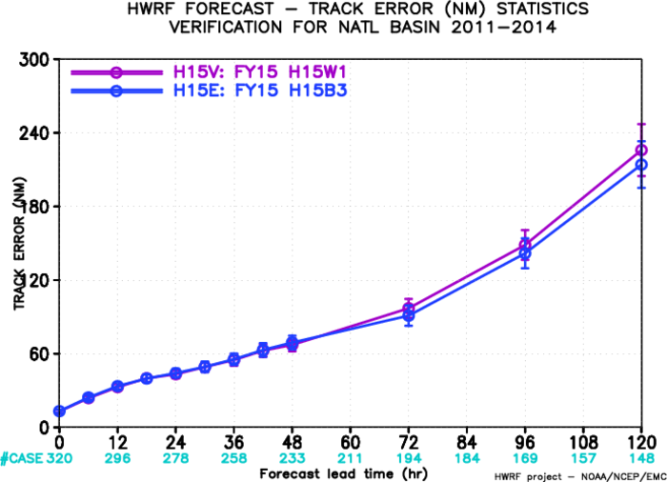 HWRF FORECAST – TRACK ERROR (NM) STATISTICS
VERIFICATION FOR NATL BASIN 2011–2014
H15V: FY15 H15W1
H15E: FY15 H15B3
TRACK ERROR (NM)
300
240
180
120
60
0
0 12 24 36 48 60 72 84 96 108 120
#CASE 320 296 278 258 233 211 194 184 169 157 148
Forecast lead time (hr)
HWRF project – NOAA/NCEP/EMC